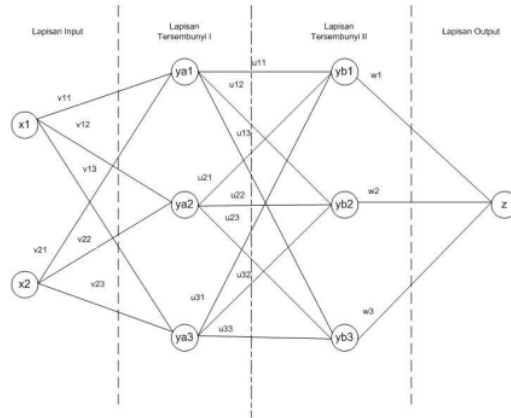 Lapisan Input
Lapisan
Tersembunyi I
Lapisan
Tersembunyi II
Lapisan Output
ya1
u11
yb1
w1
u12
v11
x1
v12
u13
v13
u21
u22
w2
ya2
u23
yb2
z
v22
v21
u32
x2
v23
u31
w3
u33
ya3
yb3